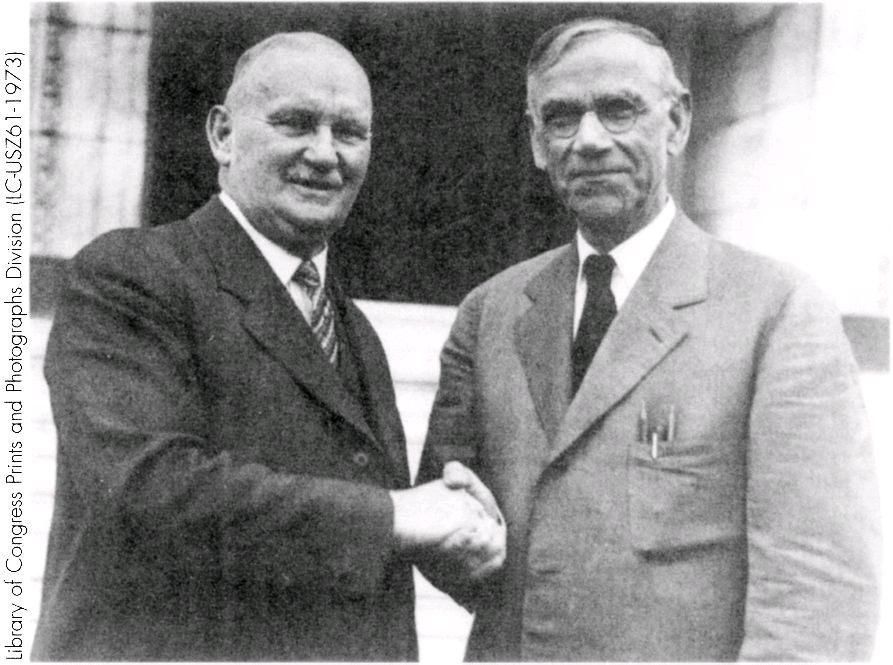 Library of Congress Prints and Photographs Division (LC-USZ61-1973)